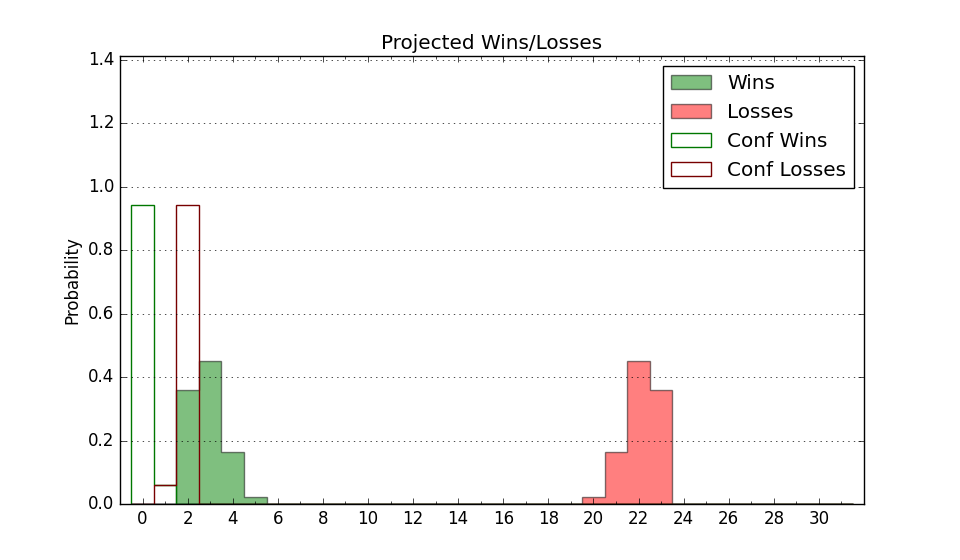 Projected Wins/Losses
1.4
1.2
1.0
0.8
0.6
0.4
0.2
0.0
Probability
Wins
Losses
Conf Wins
Conf Losses
0 2 4 6 8 10 12 14 16 18 20 22 24 26 28 30